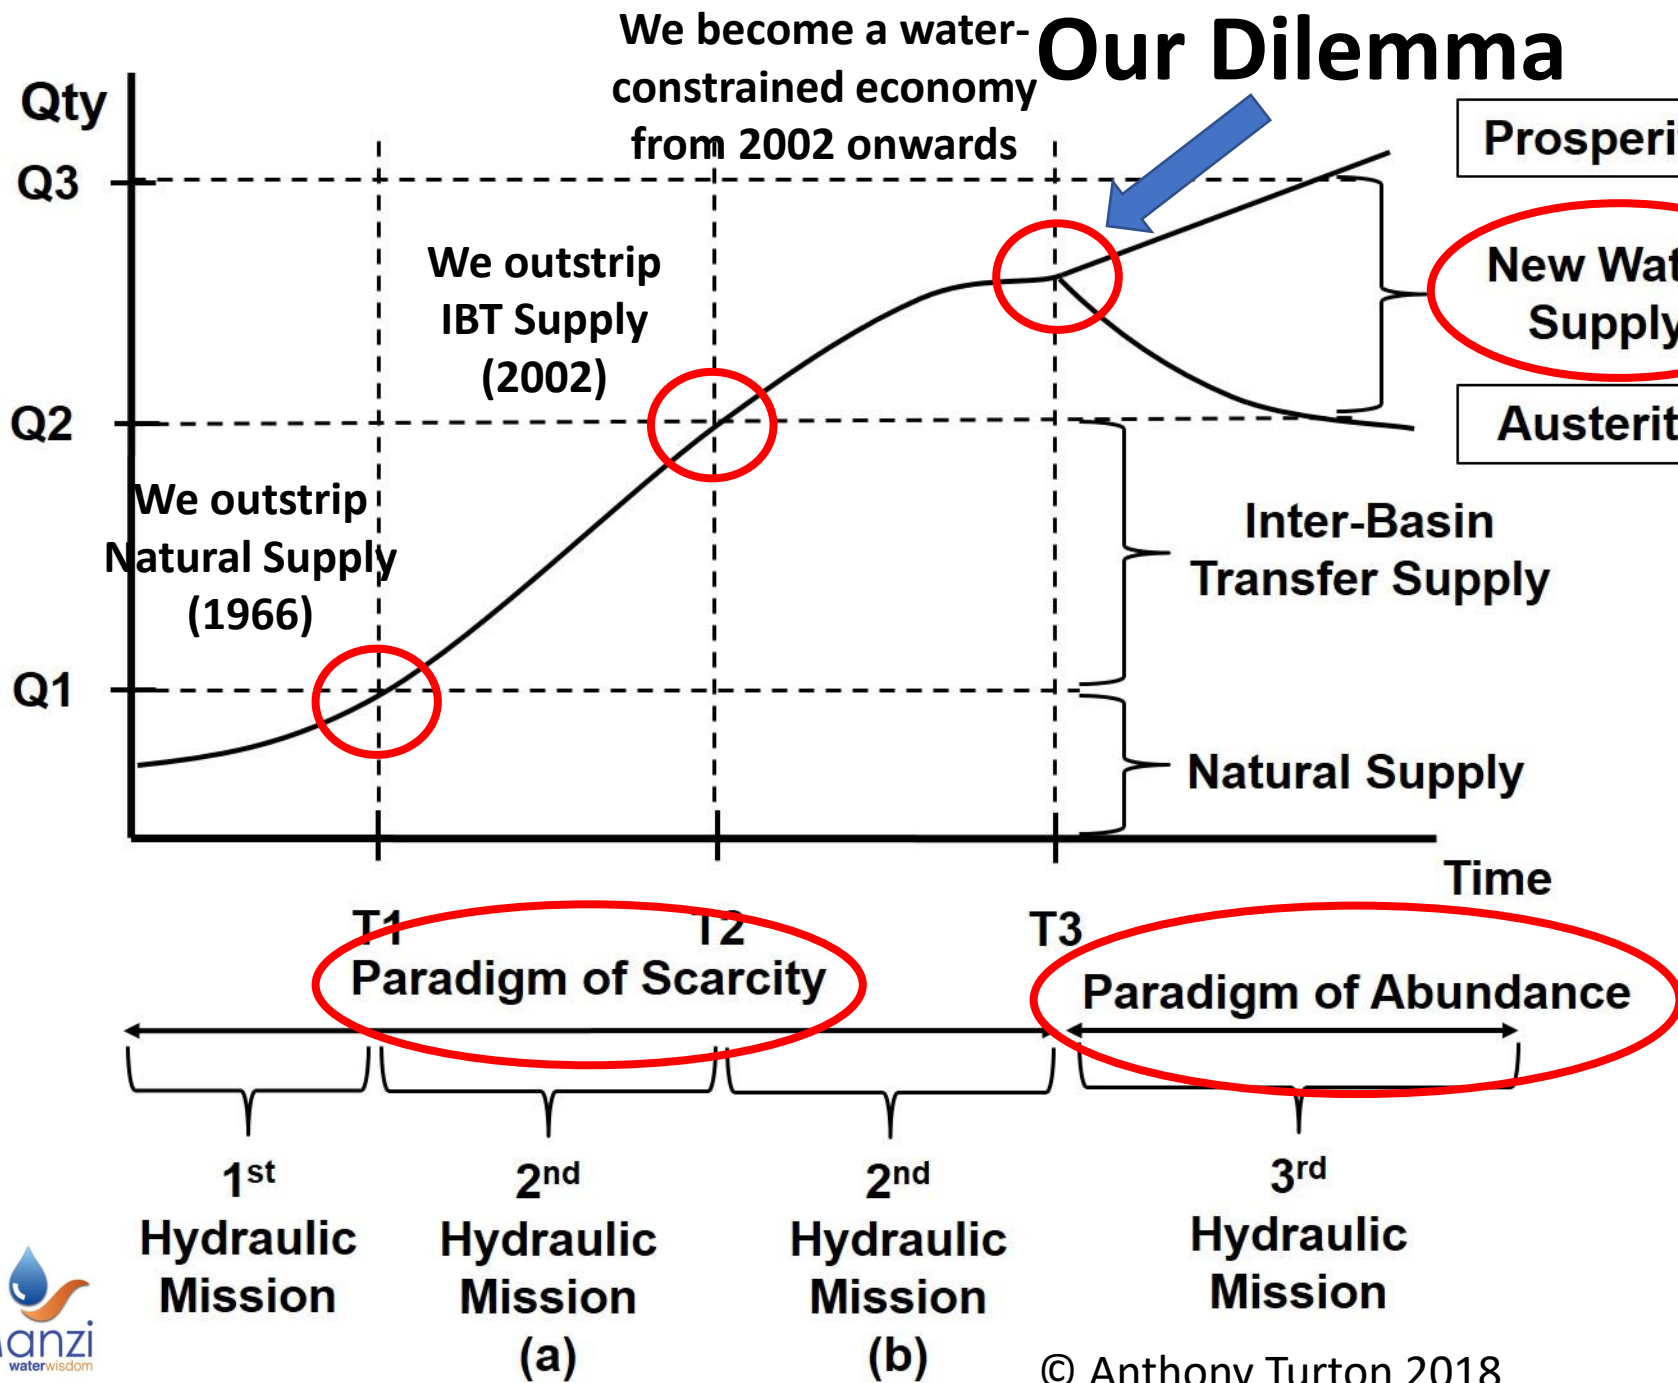 We become a water-
constrained economy
from 2002 onwards
Our Dilemma
Qty
Q3
Q2
Q1
We outstrip
IBT Supply
(2002)
We outstrip
Natural Supply
(1966)
Prosperi
New Wat
Supply
Austerit
Inter-Basin
Transfer Supply
Natural Supply
Time
T1 T2 T3
Paradigm of Scarcity
Paradigm of Abundance
1st
Hydraulic
Mission
2nd
Hydraulic
Mission
(a)
2nd
Hydraulic
Mission
(b)
3rd
Hydraulic
Mission
anzi
waterwisdom
© Anthony Turton 2018